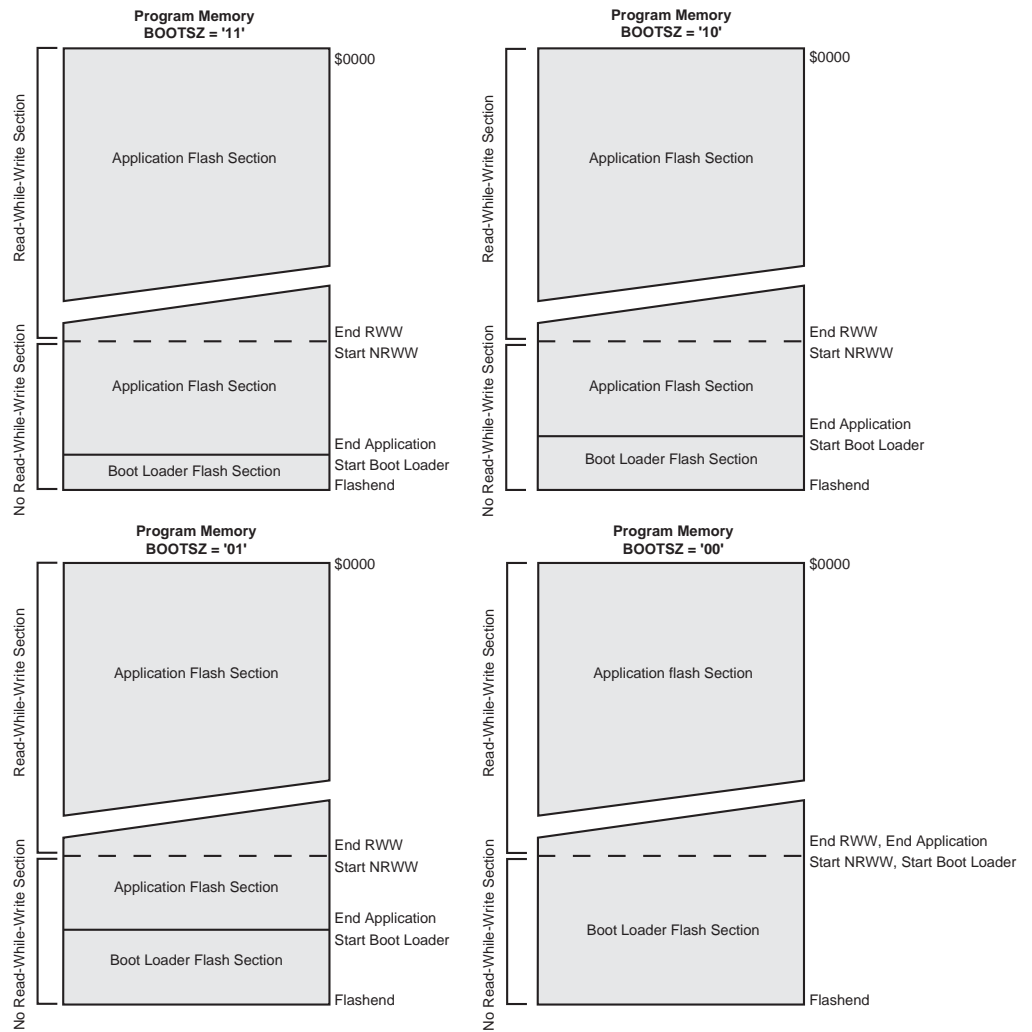 Program Memory
BOOTSZ = '11'
$0000
Read-While-Write Section
Application Flash Section
End RWW
Start NRWW
No Read-While-Write Section
Application Flash Section
End Application
Start Boot Loader
Boot Loader Flash Section
Flashend
Program Memory
BOOTSZ = '10'
$0000
Read-While-Write Section
Application Flash Section
End RWW
Start NRWW
No Read-While-Write Section
Application Flash Section
End Application
Start Boot Loader
Boot Loader Flash Section
Flashend
Program Memory
BOOTSZ = '01'
$0000
Read-While-Write Section
Application Flash Section
End RWW
Start NRWW
No Read-While-Write Section
Application Flash Section
End Application
Start Boot Loader
Boot Loader Flash Section
Flashend
Program Memory
BOOTSZ = '00'
$0000
Read-While-Write Section
Application flash Section
End RWW, End Application
Start NRWW, Start Boot Loader
No Read-While-Write Section
Boot Loader Flash Section
Flashend